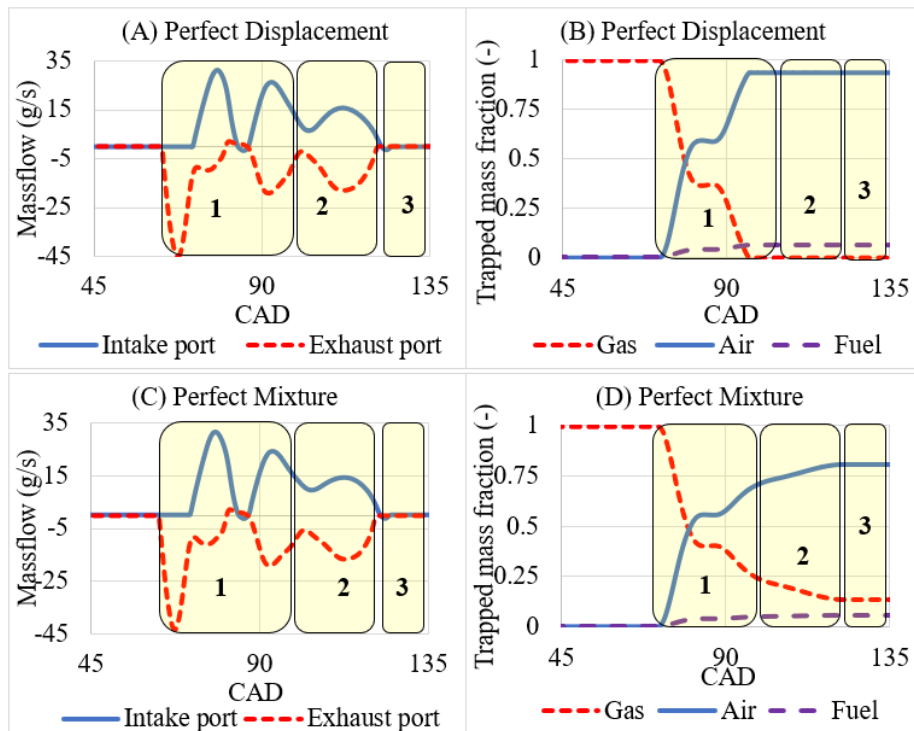 (A) Perfect Displacement
Massflow (g/s)
35
15
-5
-25
-45
1
2
3
45
90
135
CAD
Intake port
Exhaust port
(B) Perfect Displacement
Trapped mass fraction (-)
1
0.75
0.5
0.25
0
1
2
3
45
90
135
CAD
Gas
Air
Fuel
(C) Perfect Mixture
Massflow (g/s)
35
15
-5
-25
-45
1
2
3
45
90
135
CAD
Intake port
Exhaust port
(D) Perfect Mixture
Trapped mass fraction (-)
1
0.75
0.5
0.25
0
1
2
3
45
90
135
CAD
Gas
Air
Fuel